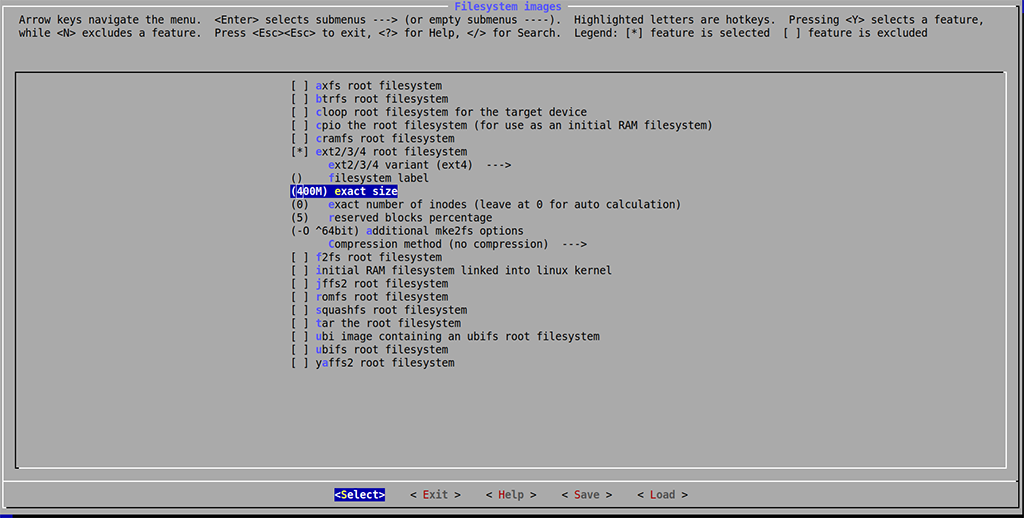 Filesystem images
Arrow keys navigate the menu.  <Enter> selects submenus ---> (or empty submenus ----).  Highlighted letters are hotkeys.  Pressing <Y> selects a feature,
while <N> excludes a feature.  Press <Esc><Esc> to exit, <?> for Help, </> for Search.  Legend: [*] feature is selected  [ ] feature is excluded
[ ] axfs root filesystem
[ ] btrfs root filesystem
[ ] cloop root filesystem for the target device
[ ] cpio the root filesystem (for use as an initial RAM filesystem)
[ ] cramfs root filesystem
[*] ext2/3/4 root filesystem
ext2/3/4 variant (ext4)  --->
()    filesystem label
(400M) exact size
(0)   exact number of inodes (leave at 0 for auto calculation)
(5)   reserved blocks percentage
(-O ^64bit) additional mke2fs options
Compression method (no compression)  --->
[ ] f2fs root filesystem
[ ] initial RAM filesystem linked into linux kernel
[ ] jffs2 root filesystem
[ ] romfs root filesystem
[ ] squashfs root filesystem
[ ] tar the root filesystem
[ ] ubi image containing an ubifs root filesystem
[ ] ubifs root filesystem
[ ] yaffs2 root filesystem
<Select>    < Exit >    < Help >    < Save >    < Load >